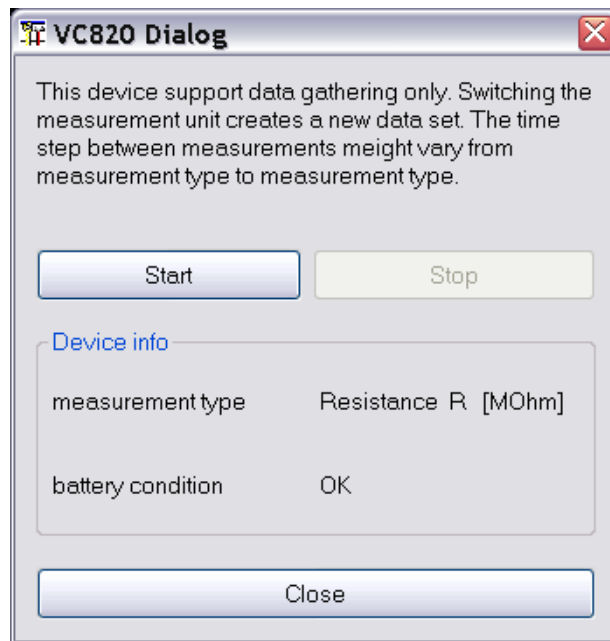 VC820 Dialog
This device support data gathering only. Switching the
measurement unit creates a new data set. The time
step between measurements meight vary from
measurement type to measurement type.
Start Stop
Device info
measurement type Resistance R [MOhm]
battery condition OK
Close